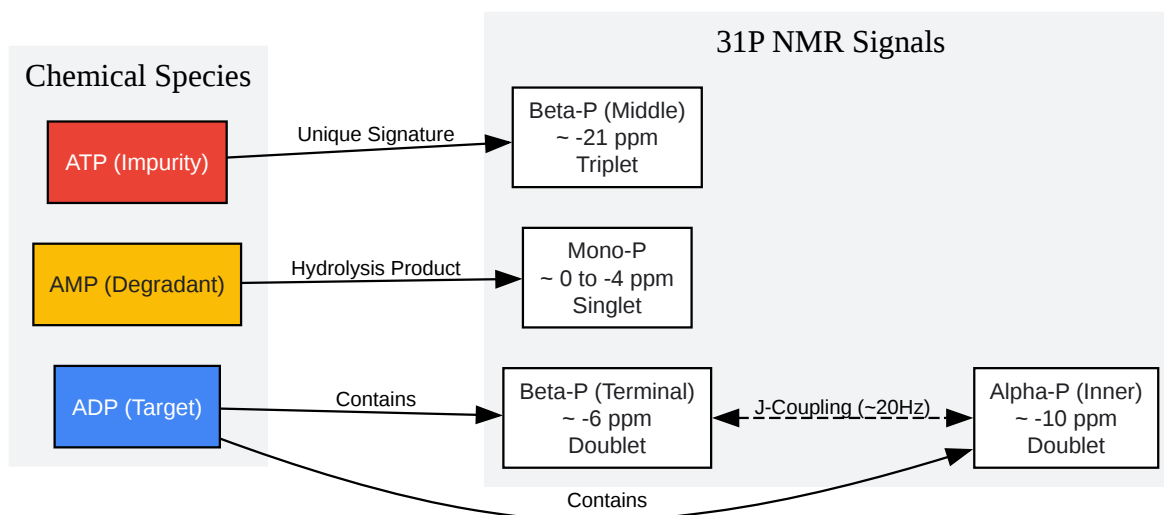 31P NMR Signals
Chemical Species
ATP (Impurity)
Unique Signature
Beta-P (Middle)
~ -21 ppm
Triplet
AMP (Degradant)
Hydrolysis Product
Mono-P
~ 0 to -4 ppm
Singlet
ADP (Target)
Contains
Beta-P (Terminal)
~ -6 ppm
Doublet
J-Coupling (~20Hz)
Alpha-P (Inner)
~ -10 ppm
Doublet
Contains